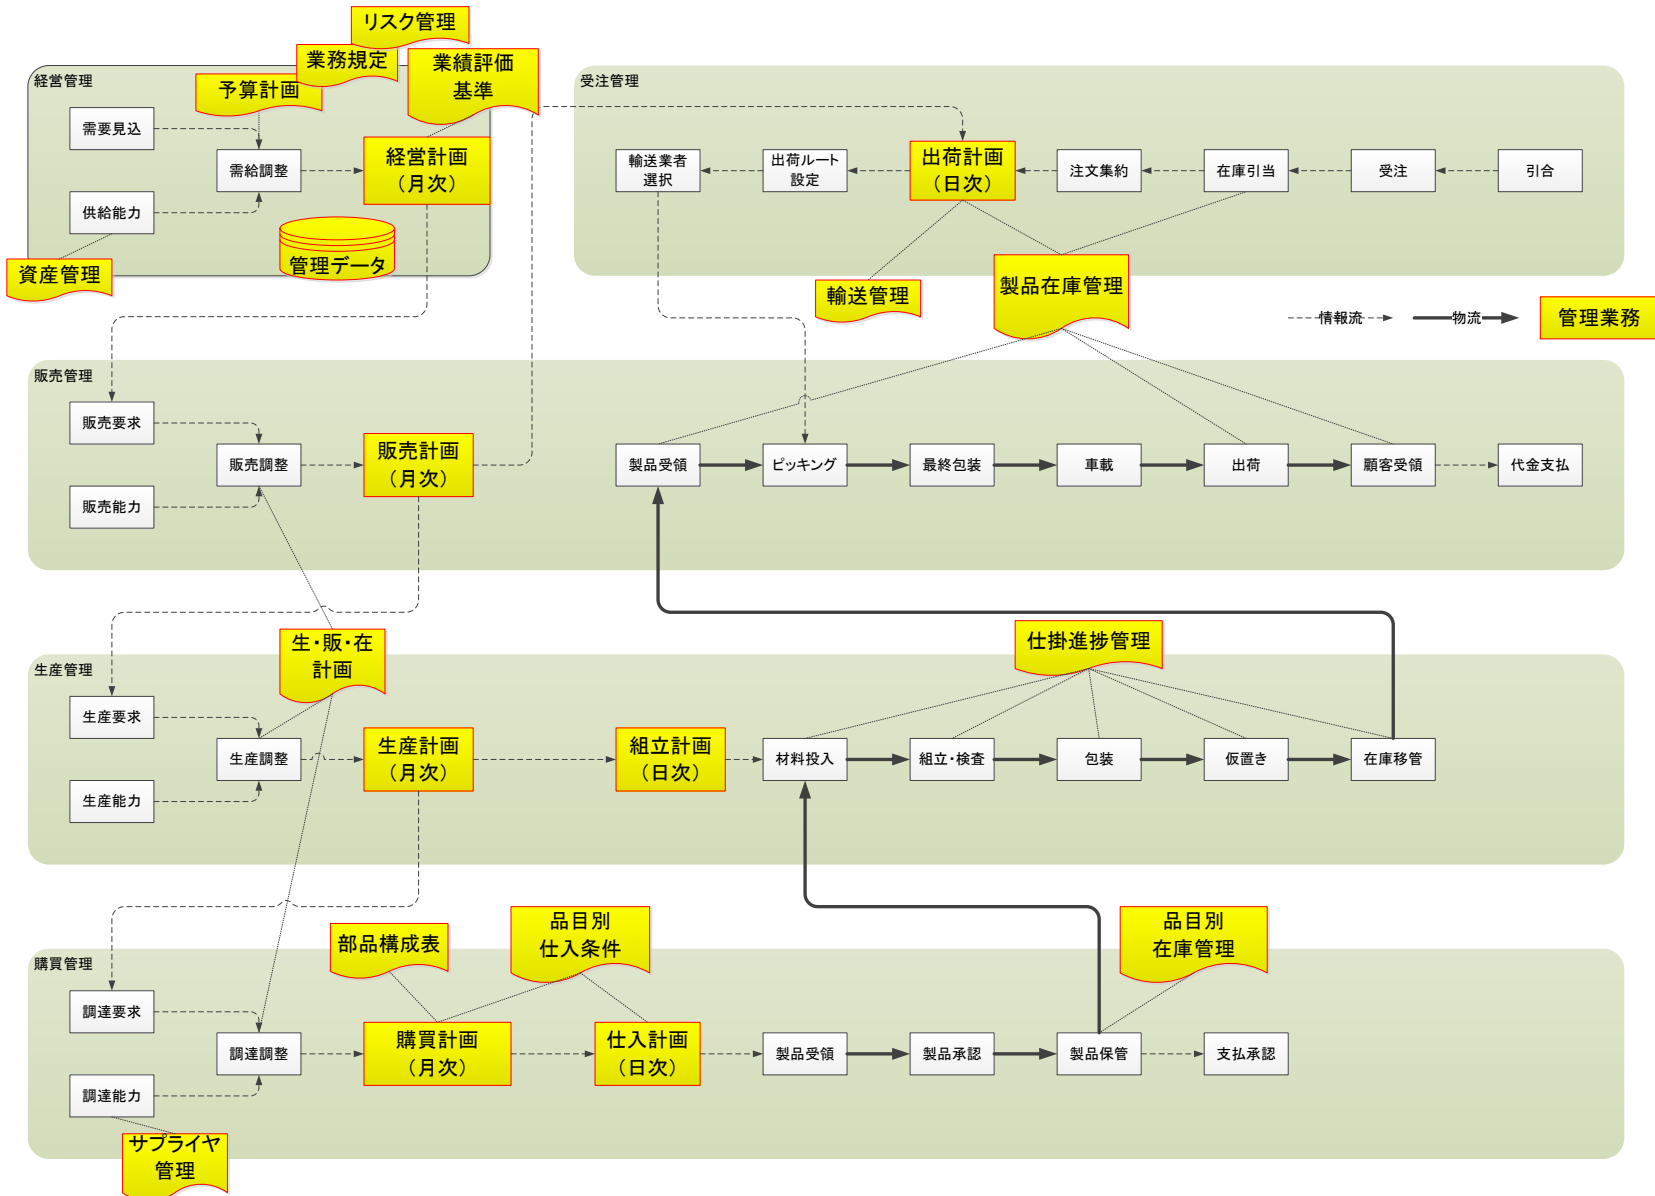 リスク管理
業務規定
業績評価
基準
予算計画
経営管理
需要見込
需給調整
経営計画
（月次）
供給能力
管理データ
資産管理
受注管理
輸送業者
選択
出荷ルート
設定
出荷計画
（日次）
注文集約
在庫引当
受注
引合
輸送管理
製品在庫管理
情報流
物流
管理業務
販売管理
販売要求
販売調整
販売計画
（月次）
販売能力
製品受領
ピッキング
最終包装
車載
出荷
顧客受領
代金支払
生・販・在
計画
仕掛進捗管理
生産管理
生産要求
生産調整
生産計画
（月次）
生産能力
組立計画
（日次）
材料投入
組立・検査
包装
仮置き
在庫移管
部品構成表
品目別
仕入条件
品目別
在庫管理
購買管理
調達要求
調達調整
購買計画
（月次）
仕入計画
（日次）
調達能力
製品受領
製品承認
製品保管
支払承認
サプライヤ
管理